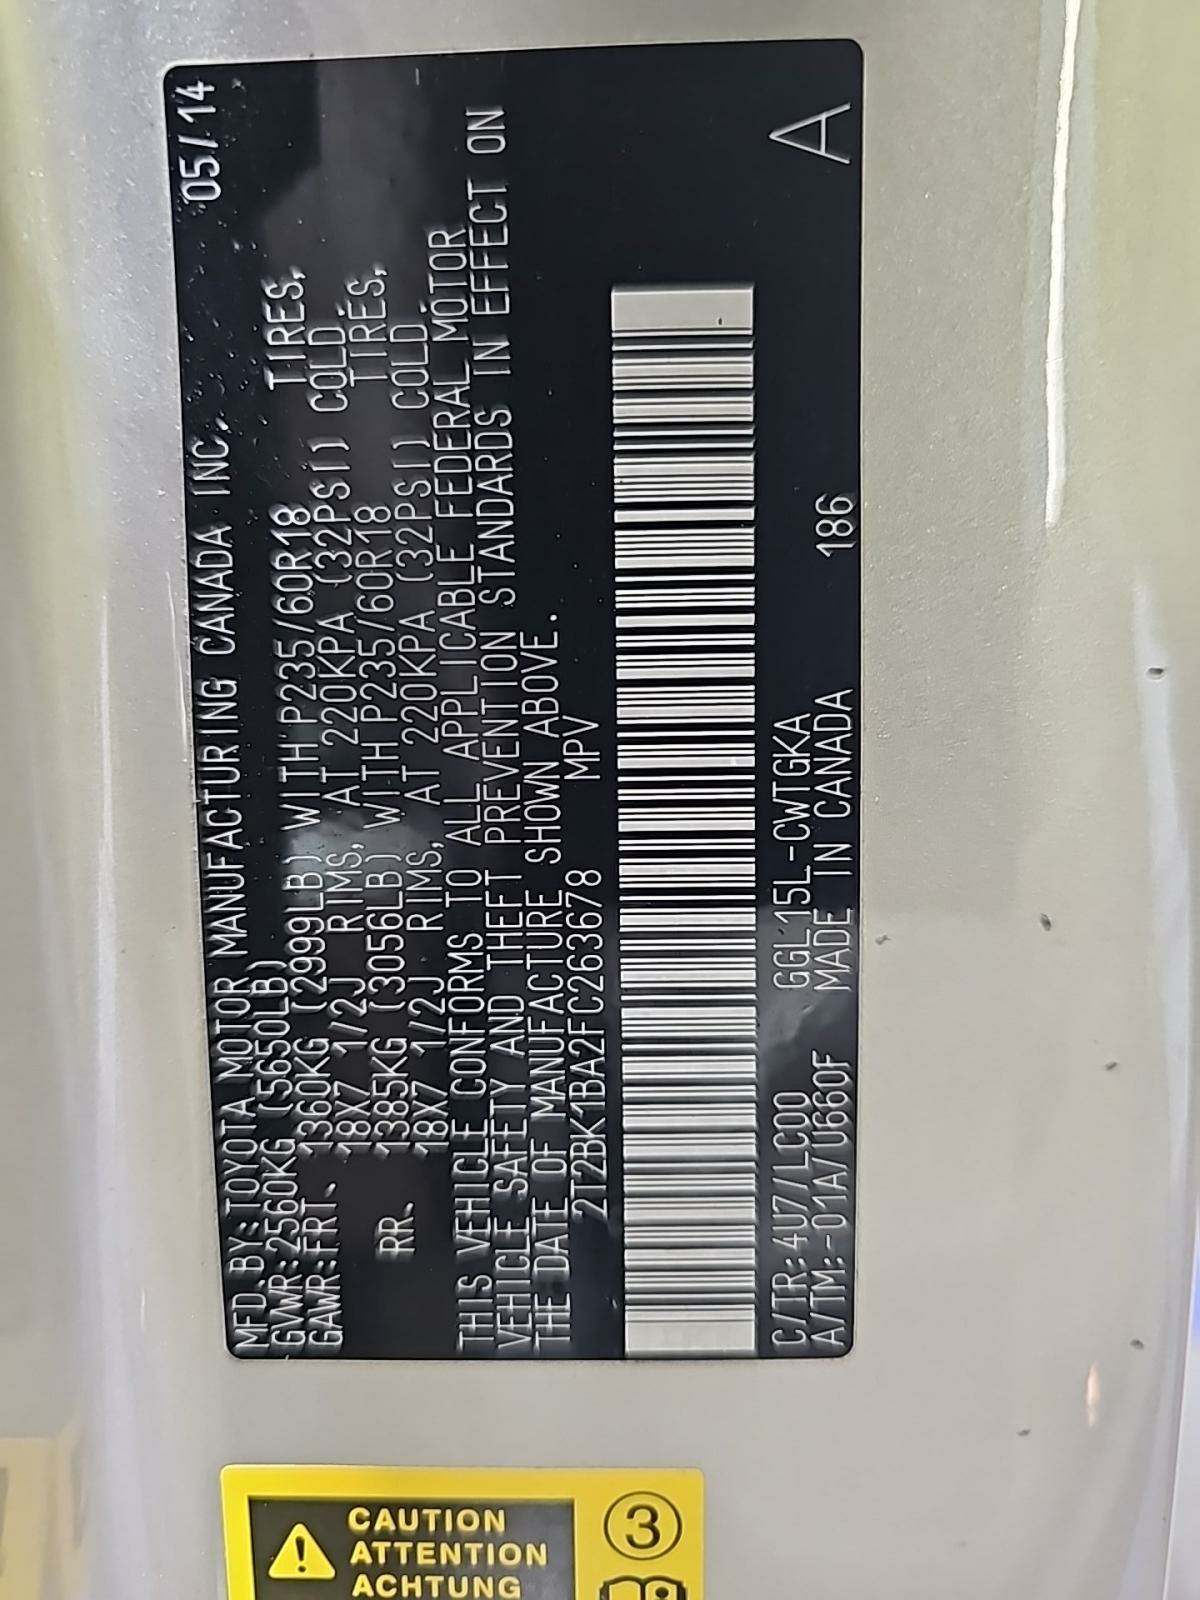 MFD.BY:TOYOTA MOTOR MANUFACTURING CANADA INC. 05/14
GVWR:2560KG (5650LB)
GAWR:FRT. 1360KG (2999LB) WITH P235/60R18 TIRES,
18X7 1/2J RIMS, AT 220KPA (32PSI) COLD
RR. 1385KG (3056LB) WITH P235/60R18 TIRES,
18X7 1/2J RIMS, AT 220KPA (32PSI) COLD
THIS VEHICLE CONFORMS TO ALL APPLICABLE FEDERAL MOTOR
VEHICLE SAFETY AND THEFT PREVENTION STANDARDS IN EFFECT ON
THE DATE OF MANUFACTURE SHOWN ABOVE.
2T2BK1BA2FC263678 MPV
C/TR:4U7/LC00 GGL15L-CWTGKA
A/TM:-01A/U660F MADE IN CANADA 186
A
CAUTION
ATTENTION
ACHTUNG
3